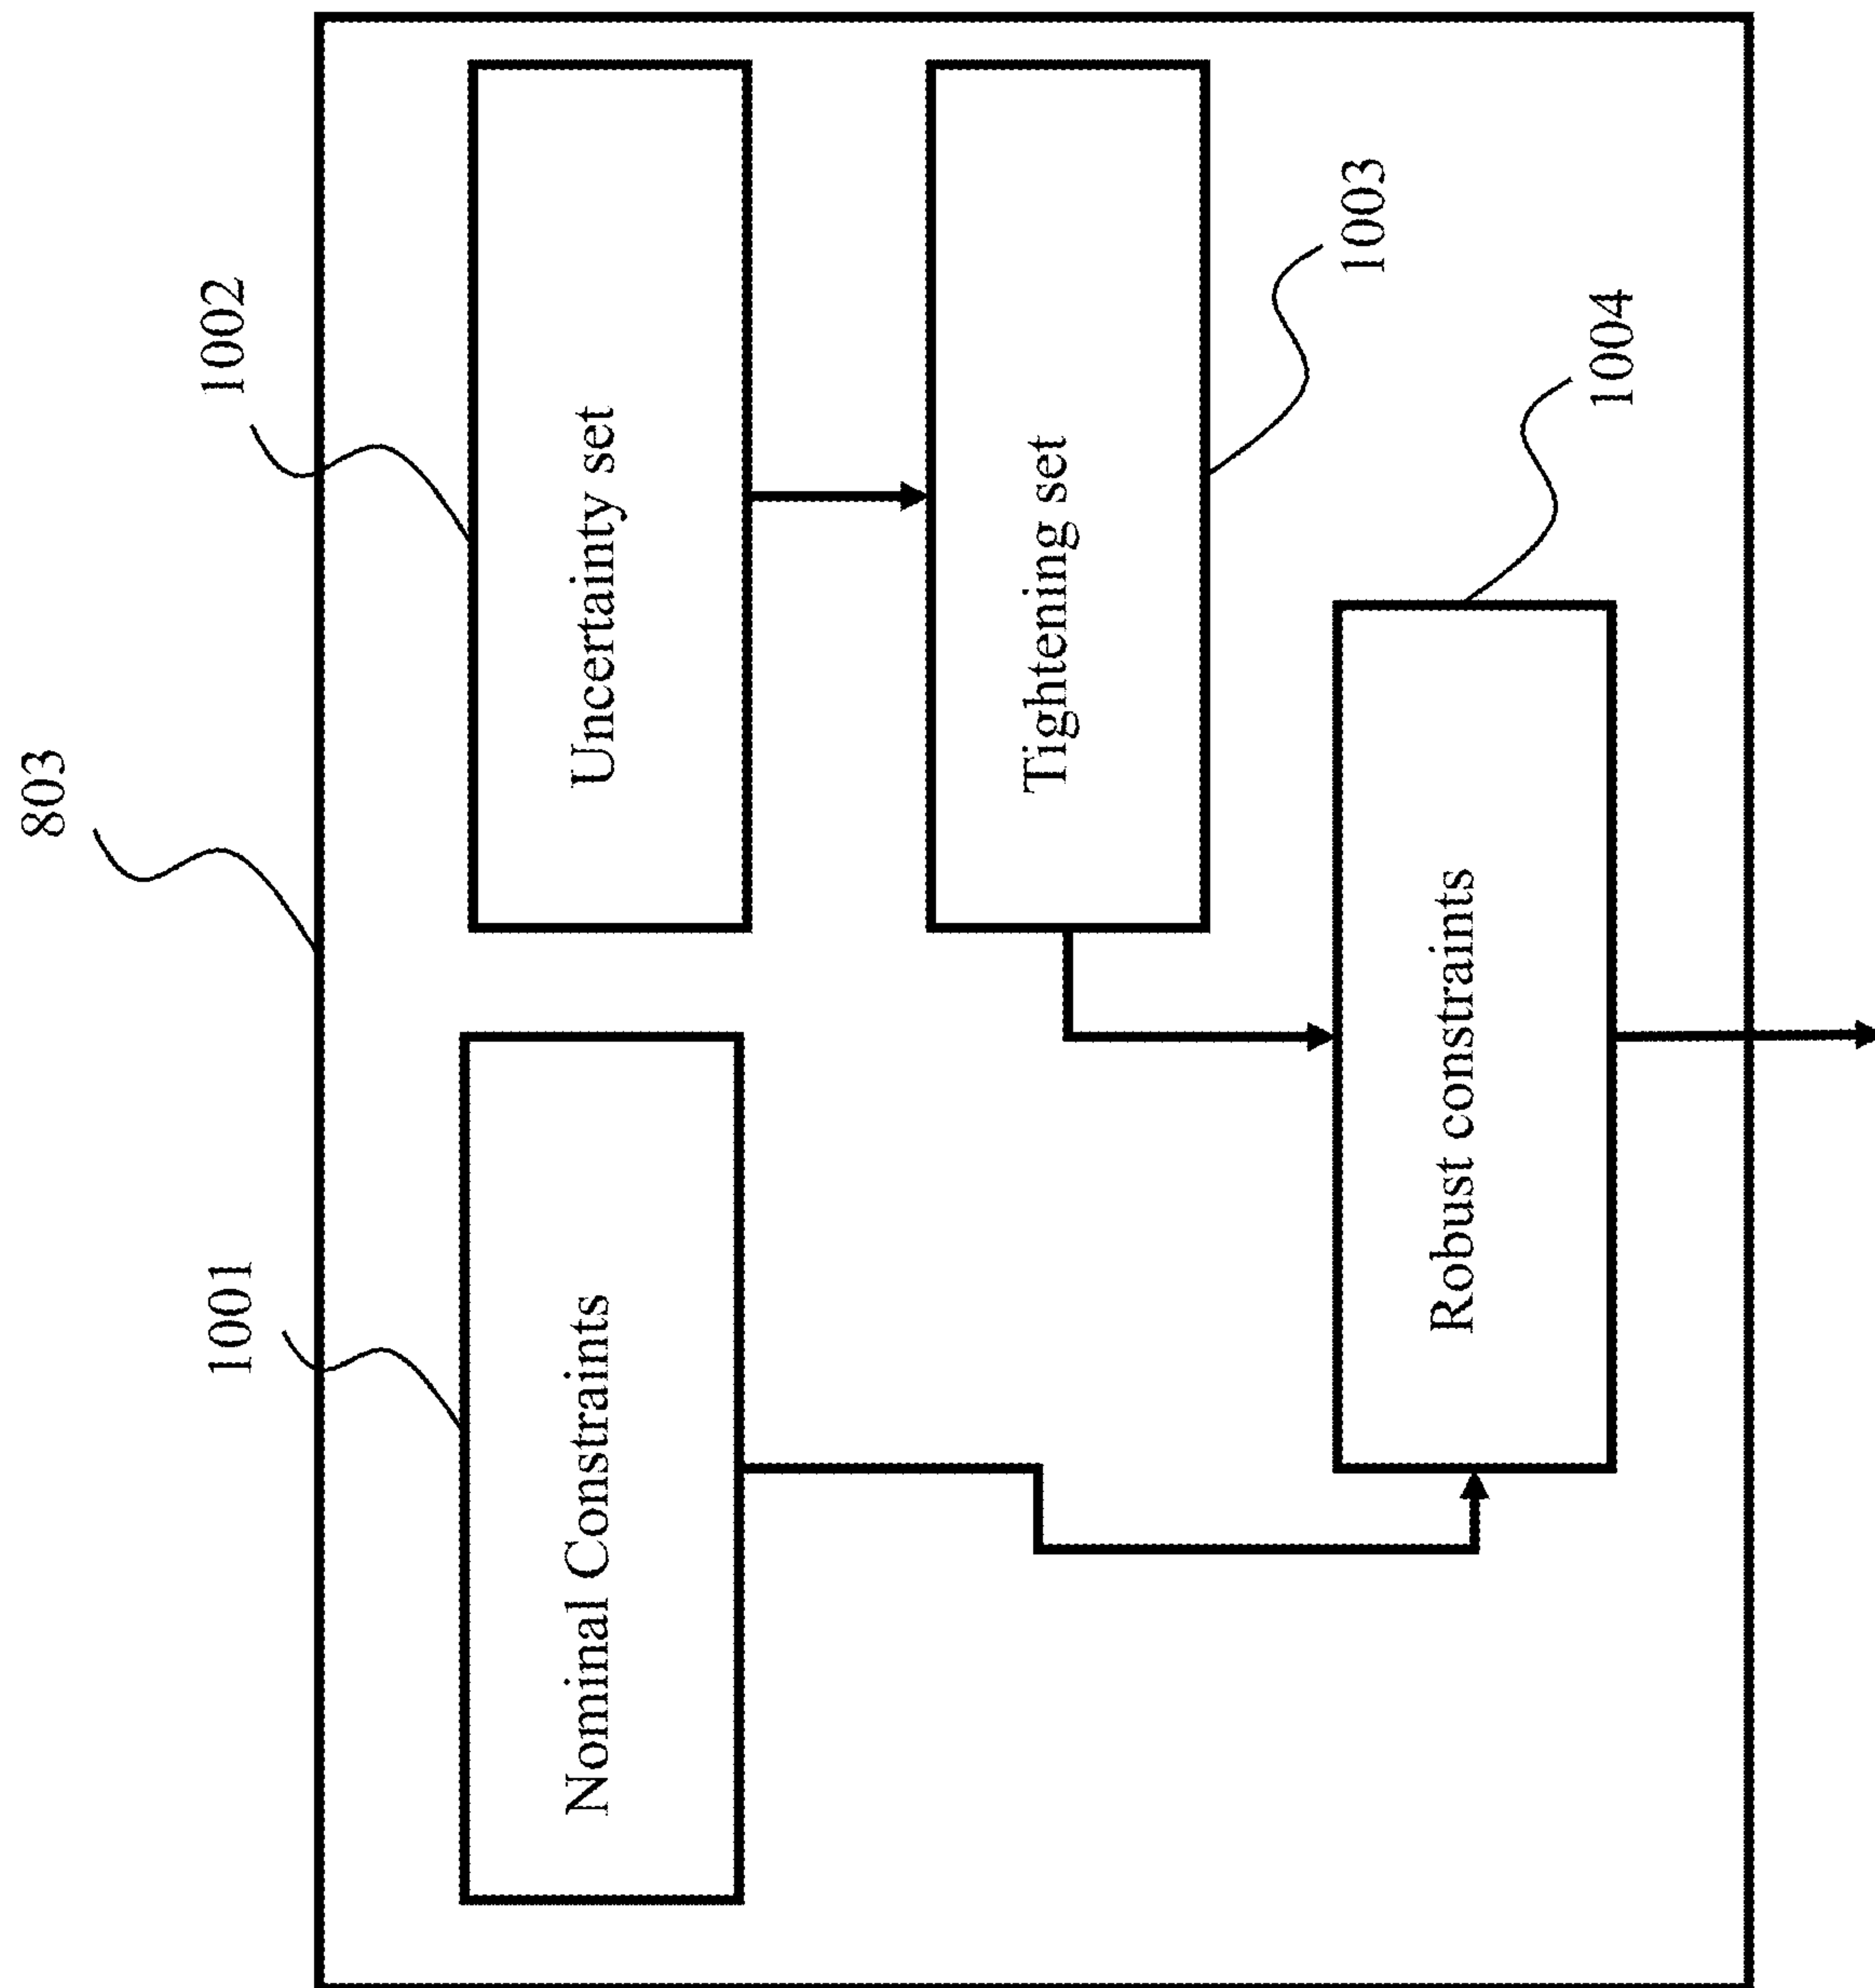 803
1001
1002
Nominal Constraints
Uncertainty set
Tightening set
1003
Robust constraints
1004